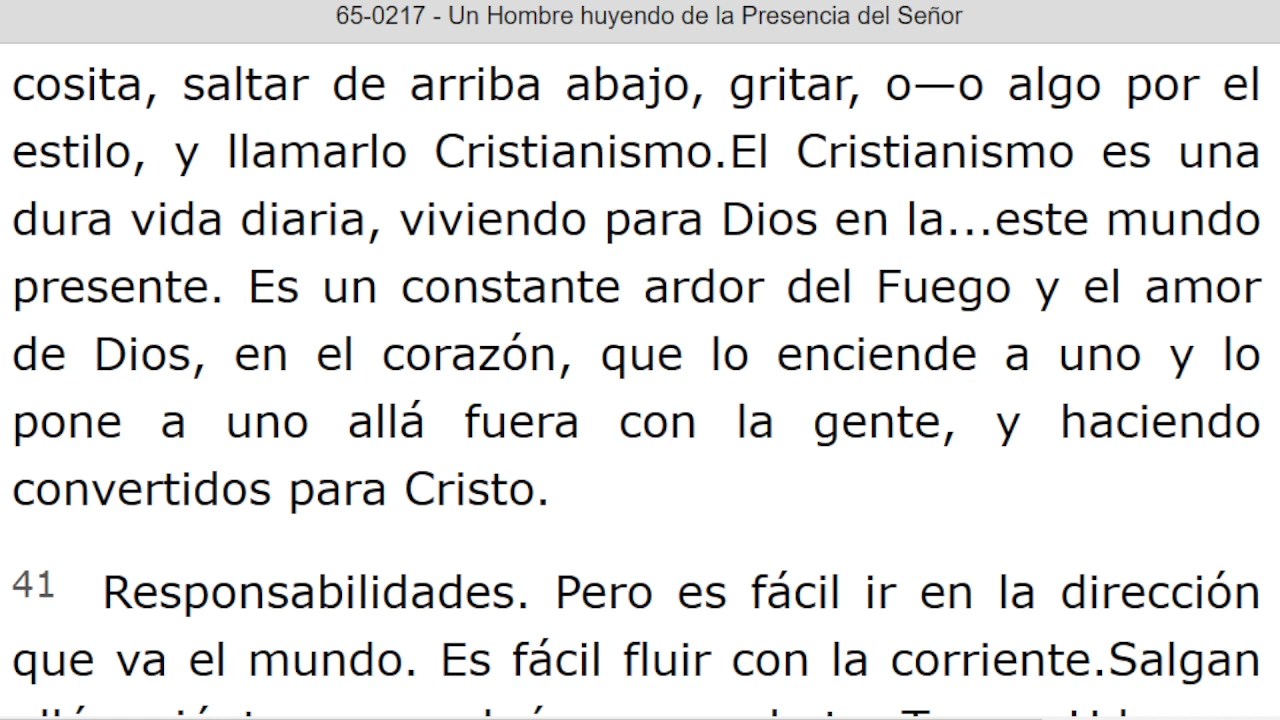 65-0217 - Un Hombre huyendo de la Presencia del Señor
cosita, saltar de arriba abajo, gritar, o—o algo por el
estilo, y llamarlo Cristianismo.El Cristianismo es una
dura vida diaria, viviendo para Dios en la...este mundo
presente. Es un constante ardor del Fuego y el amor
de Dios, en el corazón, que lo enciende a uno y lo
pone a uno allá fuera con la gente, y haciendo
convertidos para Cristo.
41 Responsabilidades. Pero es fácil ir en la dirección
que va el mundo. Es fácil fluir con la corriente.Salgan